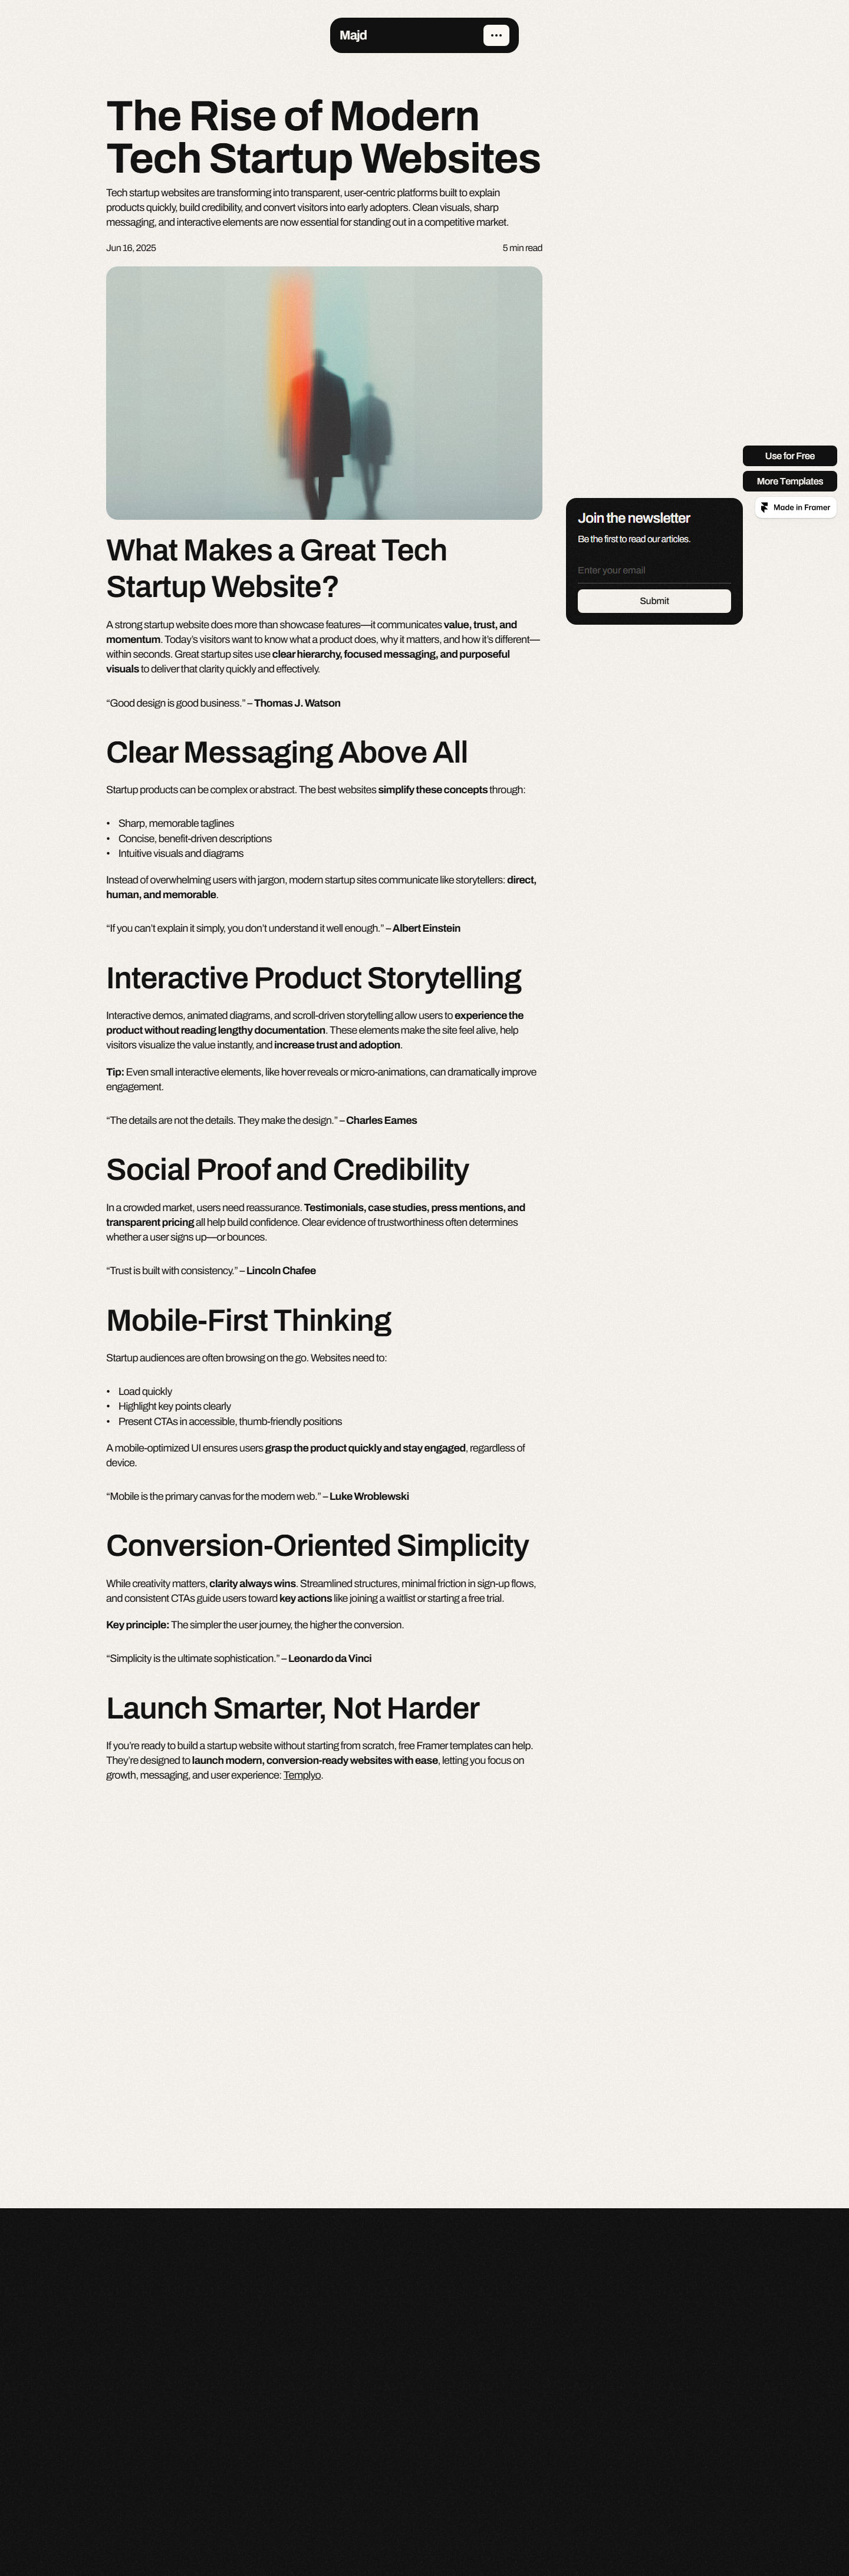 Majd
The Rise of Modern
Tech Startup Websites
Tech startup websites are transforming into transparent, user-centric platforms built to explain
products quickly, build credibility, and convert visitors into early adopters. Clean visuals, sharp
messaging, and interactive elements are now essential for standing out in a competitive market.
Jun 16, 2025
5 min read
Use for Free
More Templates
Made in Framer
Join the newsletter
Be the first to read our articles.
Enter your email
Submit
What Makes a Great Tech
Startup Website?
A strong startup website does more than showcase features—it communicates value, trust, and
momentum. Today’s visitors want to know what a product does, why it matters, and how it’s different—
within seconds. Great startup sites use clear hierarchy, focused messaging, and purposeful
visuals to deliver that clarity quickly and effectively.
“Good design is good business.” – Thomas J. Watson
Clear Messaging Above All
Startup products can be complex or abstract. The best websites simplify these concepts through:
• Sharp, memorable taglines
• Concise, benefit-driven descriptions
• Intuitive visuals and diagrams
Instead of overwhelming users with jargon, modern startup sites communicate like storytellers: direct,
human, and memorable.
“If you can’t explain it simply, you don’t understand it well enough.” – Albert Einstein
Interactive Product Storytelling
Interactive demos, animated diagrams, and scroll-driven storytelling allow users to experience the
product without reading lengthy documentation. These elements make the site feel alive, help
visitors visualize the value instantly, and increase trust and adoption.
Tip: Even small interactive elements, like hover reveals or micro-animations, can dramatically improve
engagement.
“The details are not the details. They make the design.” – Charles Eames
Social Proof and Credibility
In a crowded market, users need reassurance. Testimonials, case studies, press mentions, and
transparent pricing all help build confidence. Clear evidence of trustworthiness often determines
whether a user signs up—or bounces.
“Trust is built with consistency.” – Lincoln Chafee
Mobile-First Thinking
Startup audiences are often browsing on the go. Websites need to:
• Load quickly
• Highlight key points clearly
• Present CTAs in accessible, thumb-friendly positions
A mobile-optimized UI ensures users grasp the product quickly and stay engaged, regardless of
device.
“Mobile is the primary canvas for the modern web.” – Luke Wroblewski
Conversion-Oriented Simplicity
While creativity matters, clarity always wins. Streamlined structures, minimal friction in sign-up flows,
and consistent CTAs guide users toward key actions like joining a waitlist or starting a free trial.
Key principle: The simpler the user journey, the higher the conversion.
“Simplicity is the ultimate sophistication.” – Leonardo da Vinci
Launch Smarter, Not Harder
If you’re ready to build a startup website without starting from scratch, free Framer templates can help.
They’re designed to launch modern, conversion-ready websites with ease, letting you focus on
growth, messaging, and user experience: Templyo.